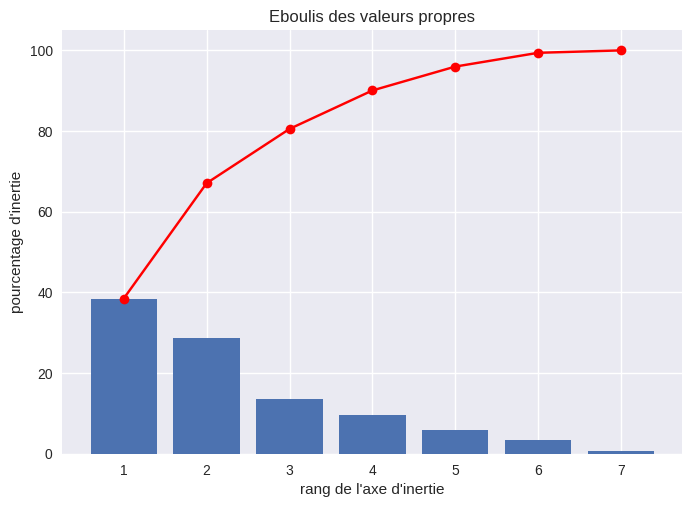 Eboulis des valeurs propres
100
80
60
40
20
0
pourcentage d'inertie
1 2 3 4 5 6 7
rang de l'axe d'inertie